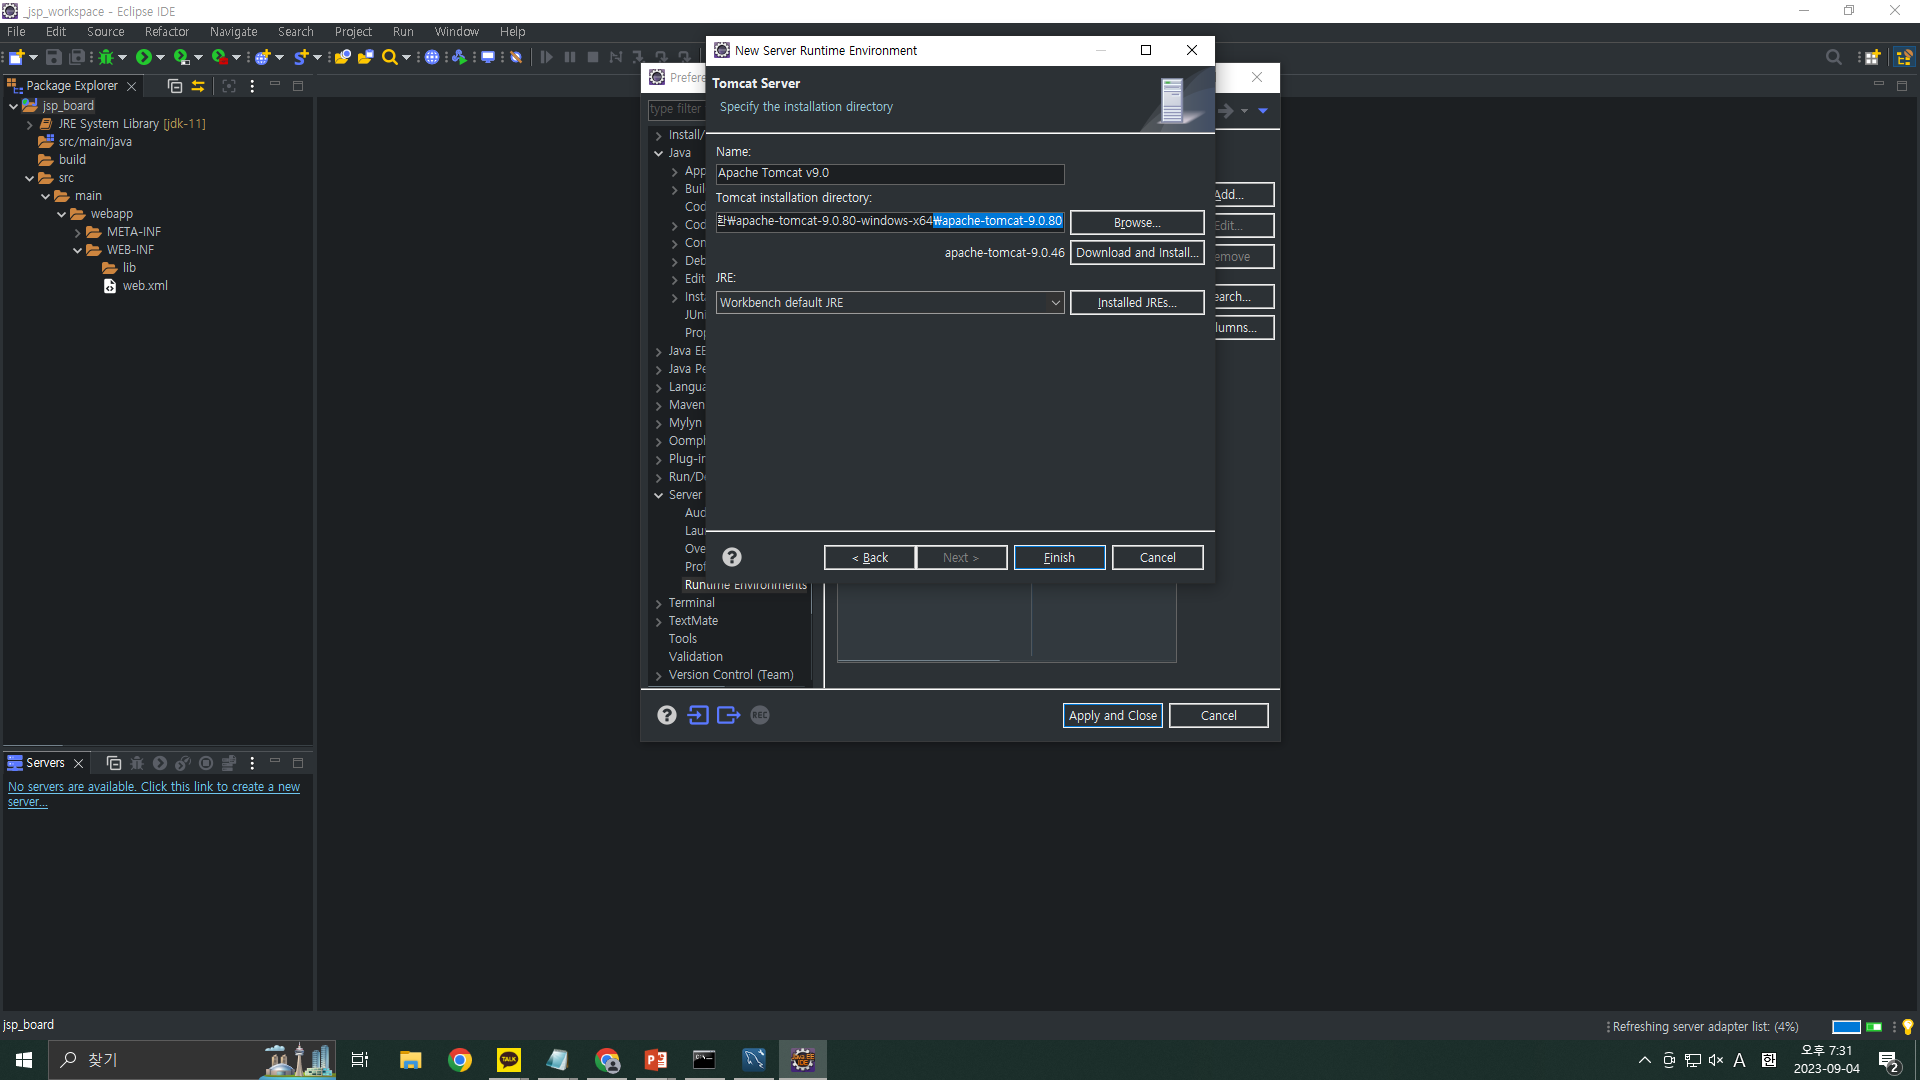 _jsp_workspace - Eclipse IDE
File Edit Source Refactor Navigate Search Project Run Window Help
Package Explorer
jsp_board
JRE System Library [jdk-11]
src/main/java
build
src
main
webapp
META-INF
WEB-INF
lib
web.xml
Prefere
type filter
Install/
Java
App
Buil
Cod
Cod
Con
Deb
Edit
Inst
JUni
Prop
Java EE
Java Pe
Langua
Maven
Mylyn
Oomph
Plug-in
Run/De
Server
Aud
Lau
Ove
Prof
Runtime Environments
Terminal
TextMate
Tools
Validation
Version Control (Team)
Add...
Edit...
emove
earch...
lumns...
REC
Apply and Close
Cancel
New Server Runtime Environment
Tomcat Server
Specify the installation directory
Name:
Apache Tomcat v9.0
Tomcat installation directory:
\apache-tomcat-9.0.80-windows-x64\apache-tomcat-9.0.80
Browse...
apache-tomcat-9.0.46
Download and Install...
JRE:
Workbench default JRE
Installed JREs...
< Back
Next >
Finish
Cancel
Servers
No servers are available. Click this link to create a new
server...
jsp_board
Refreshing server adapter list: (4%)
찾기
TALK
A
오후 7:31
2023-09-04
2